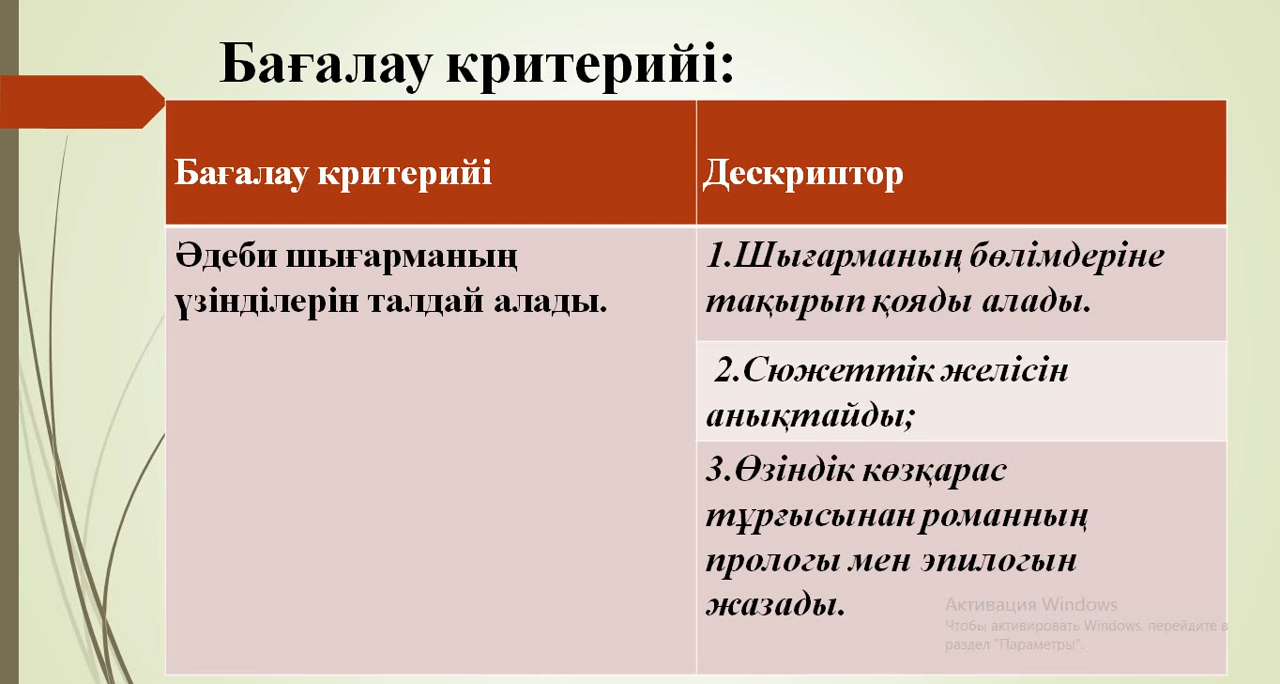 Бағалау критерийі:
Бағалау критерийі
Дескриптор
Әдеби шығарманың
үзінділерін талдай алады.
1.Шығарманың бөлімдеріне
тақырып қояды алады.
2.Сюжеттік желісін
анықтайды;
3.Өзіндік көзқарас
тұрғысынан романның
прологы мен эпилогын
жазады.
Активация Windows
Чтобы активировать Windows, перейдите в
раздел "Параметры".